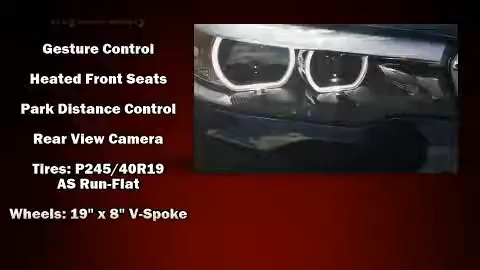 Gesture Control
Heated Front Seats
Park Distance Control
Rear View Camera
Tires: P245/40R19
AS Run-Flat
Wheels: 19" x 8" V-Spoke